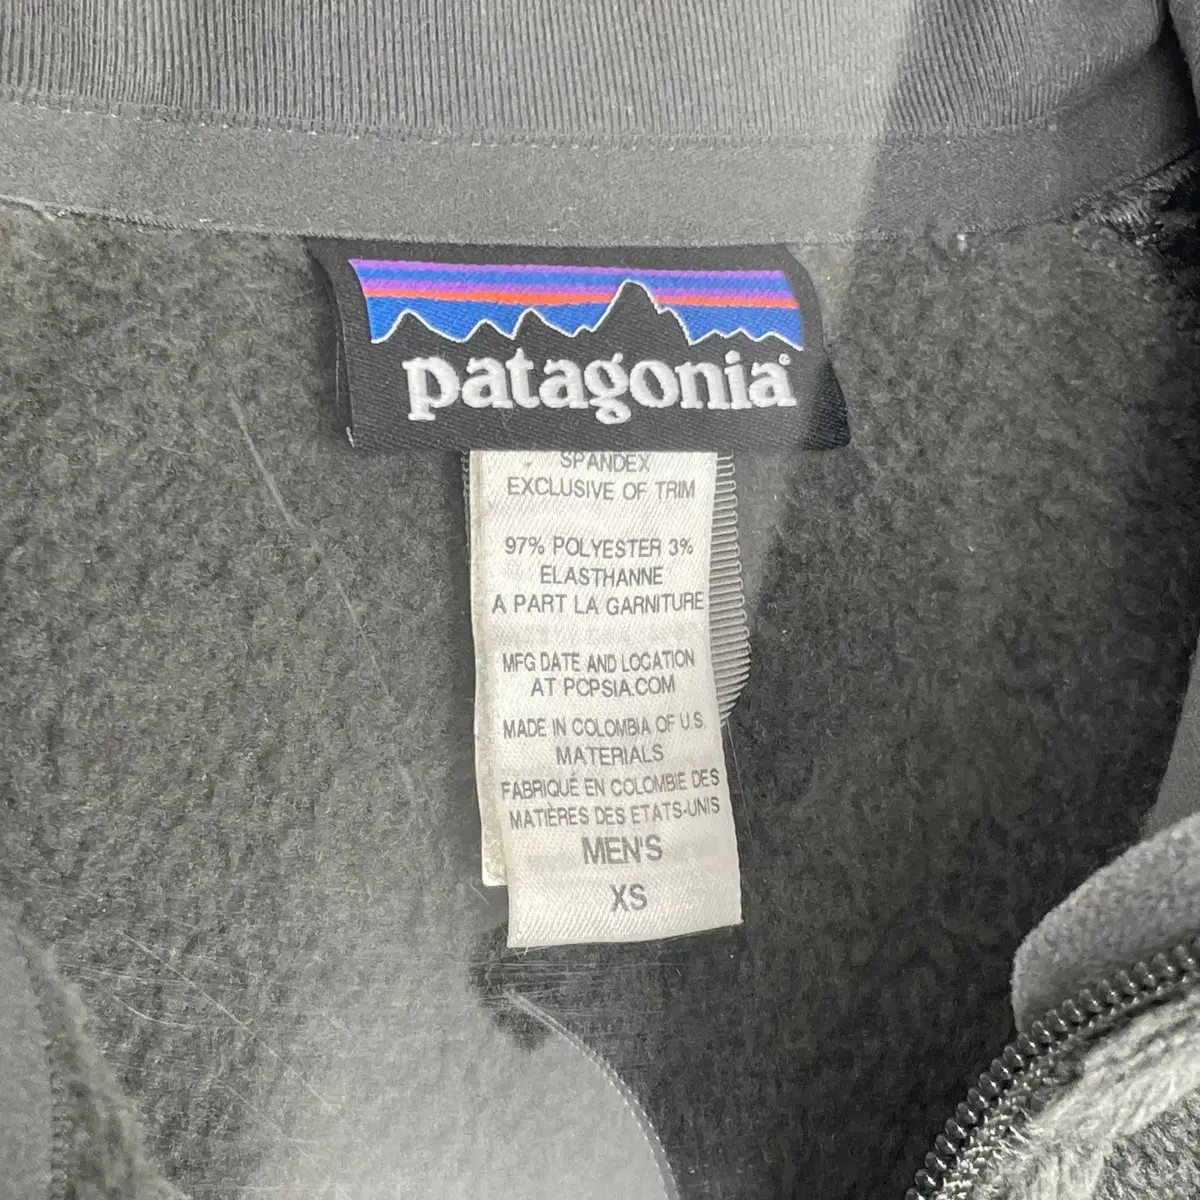 patagonia®
SPANDEX
EXCLUSIVE OF TRIM
97% POLYESTER 3%
ELASTHANNE
A PART LA GARNITURE
MFG DATE AND LOCATION
AT PCPSIA.COM
MADE IN COLOMBIA OF U.S.
MATERIALS
FABRIQUÉ EN COLOMBIE DES
MATIÈRES DES ETATS-UNIS
MEN'S
XS